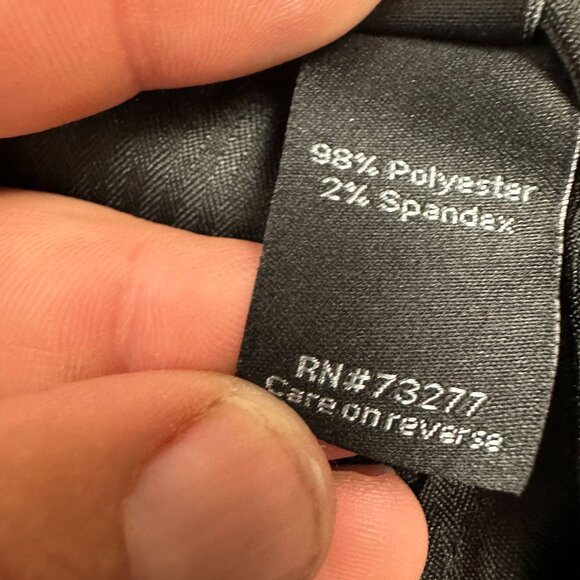 98% Polyester
2% Spandex
RN#73277
Care on reverse